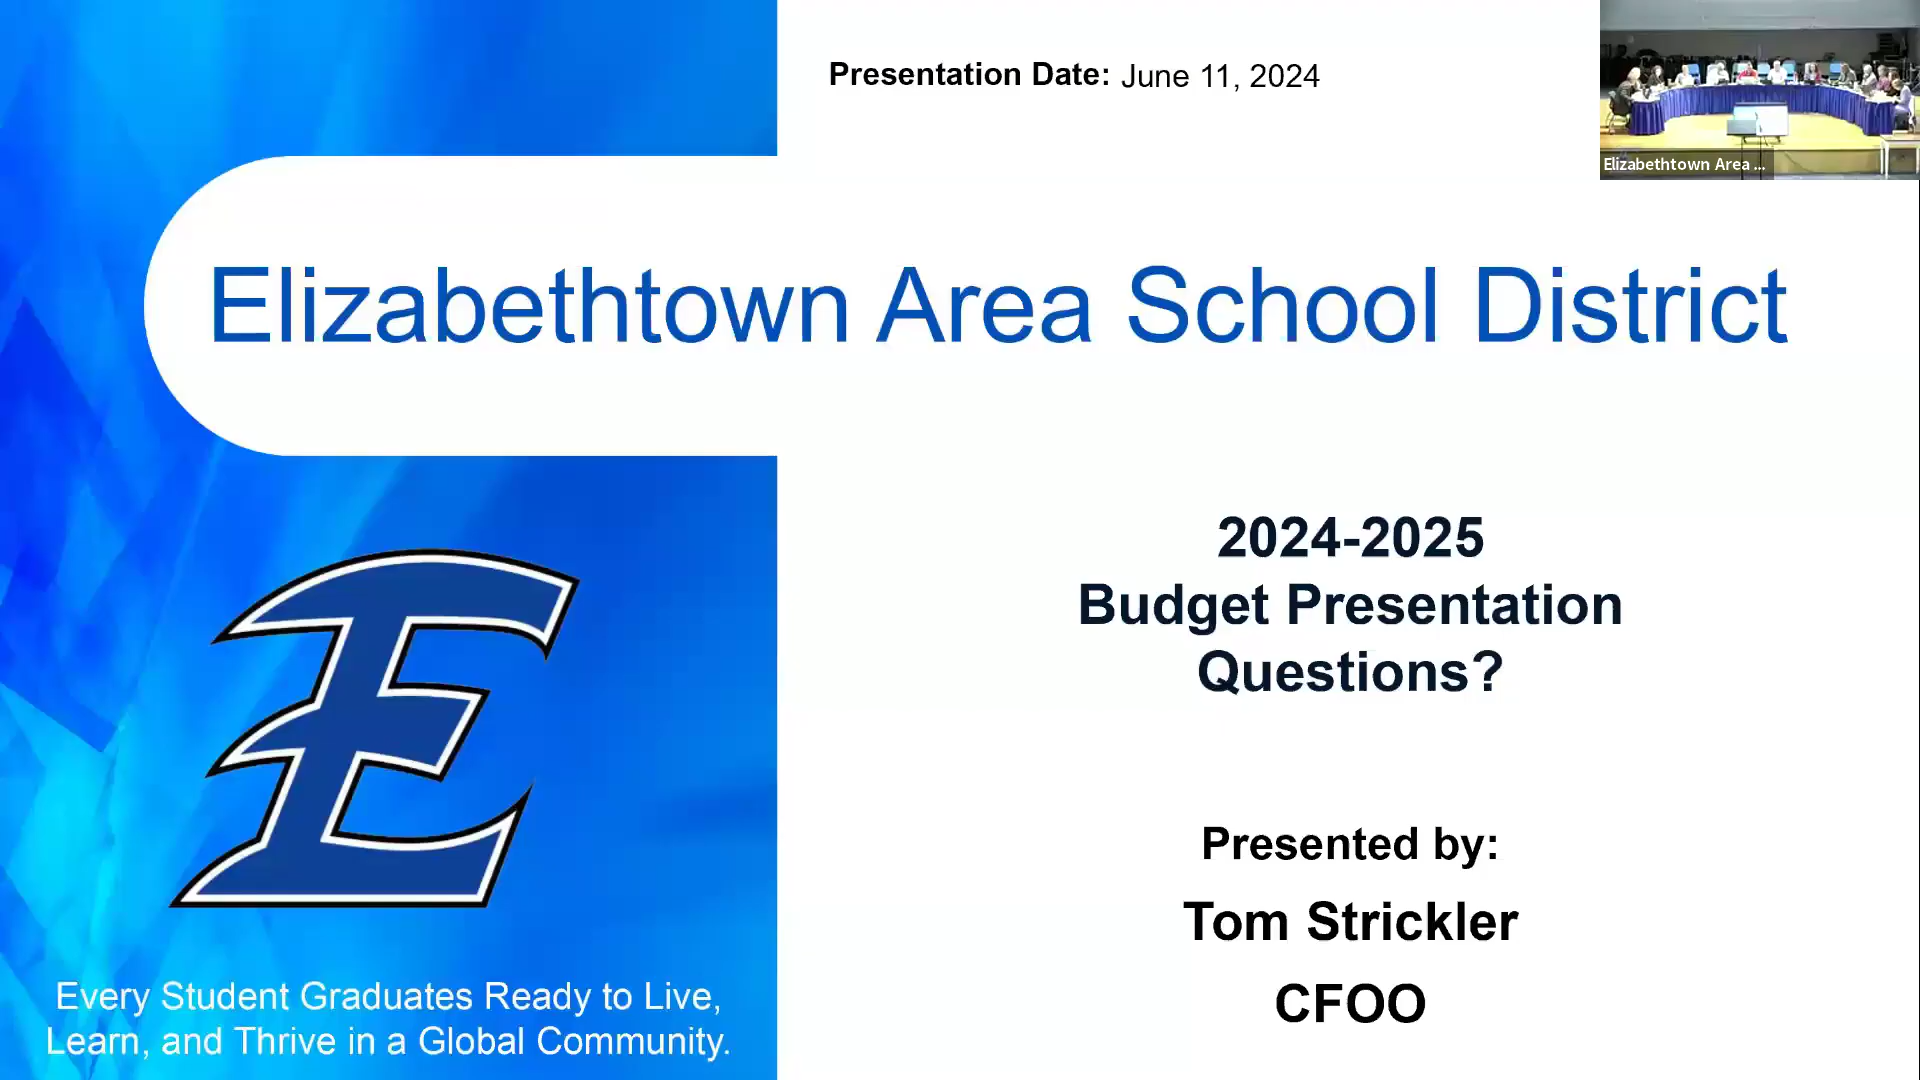 Presentation Date: June 11, 2024
Elizabethtown Area ...
Elizabethtown Area School District
2024-2025
Budget Presentation
Questions?
E
Presented by:
Tom Strickler
CFOO
Every Student Graduates Ready to Live,
Learn, and Thrive in a Global Community.